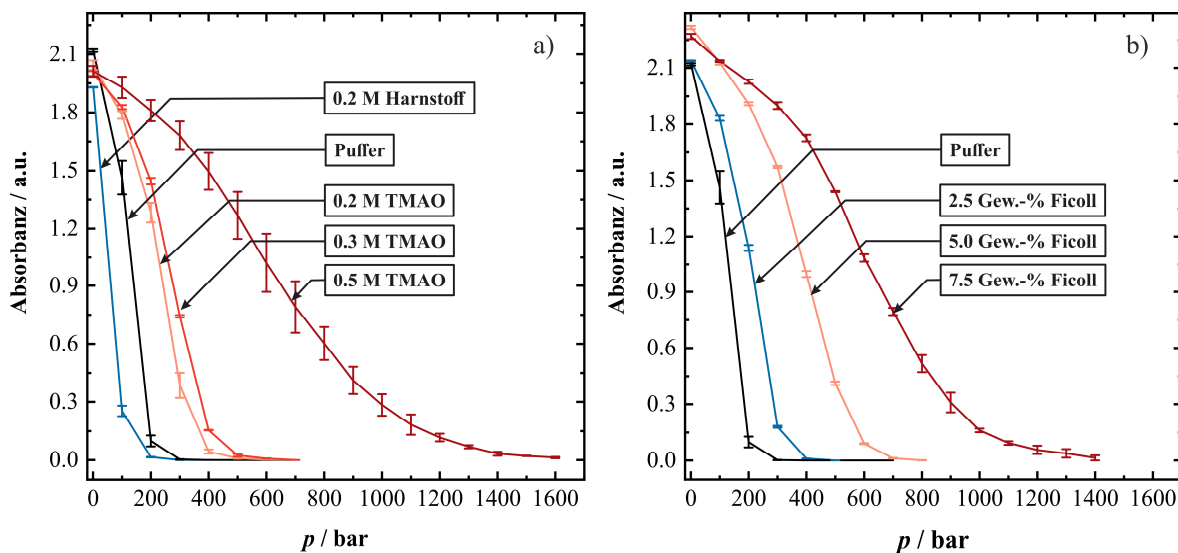 a)
2.1
1.8
1.5
1.2
0.9
0.6
0.3
0.0
Absorbanz / a.u.
0.2 M Harnstoff
Puffer
0.2 M TMAO
0.3 M TMAO
0.5 M TMAO
0 200 400 600 800 1000 1200 1400 1600
p / bar
b)
2.1
1.8
1.5
1.2
0.9
0.6
0.3
0.0
Absorbanz / a.u.
Puffer
2.5 Gew.-% Ficoll
5.0 Gew.-% Ficoll
7.5 Gew.-% Ficoll
0 200 400 600 800 1000 1200 1400 1600
p / bar